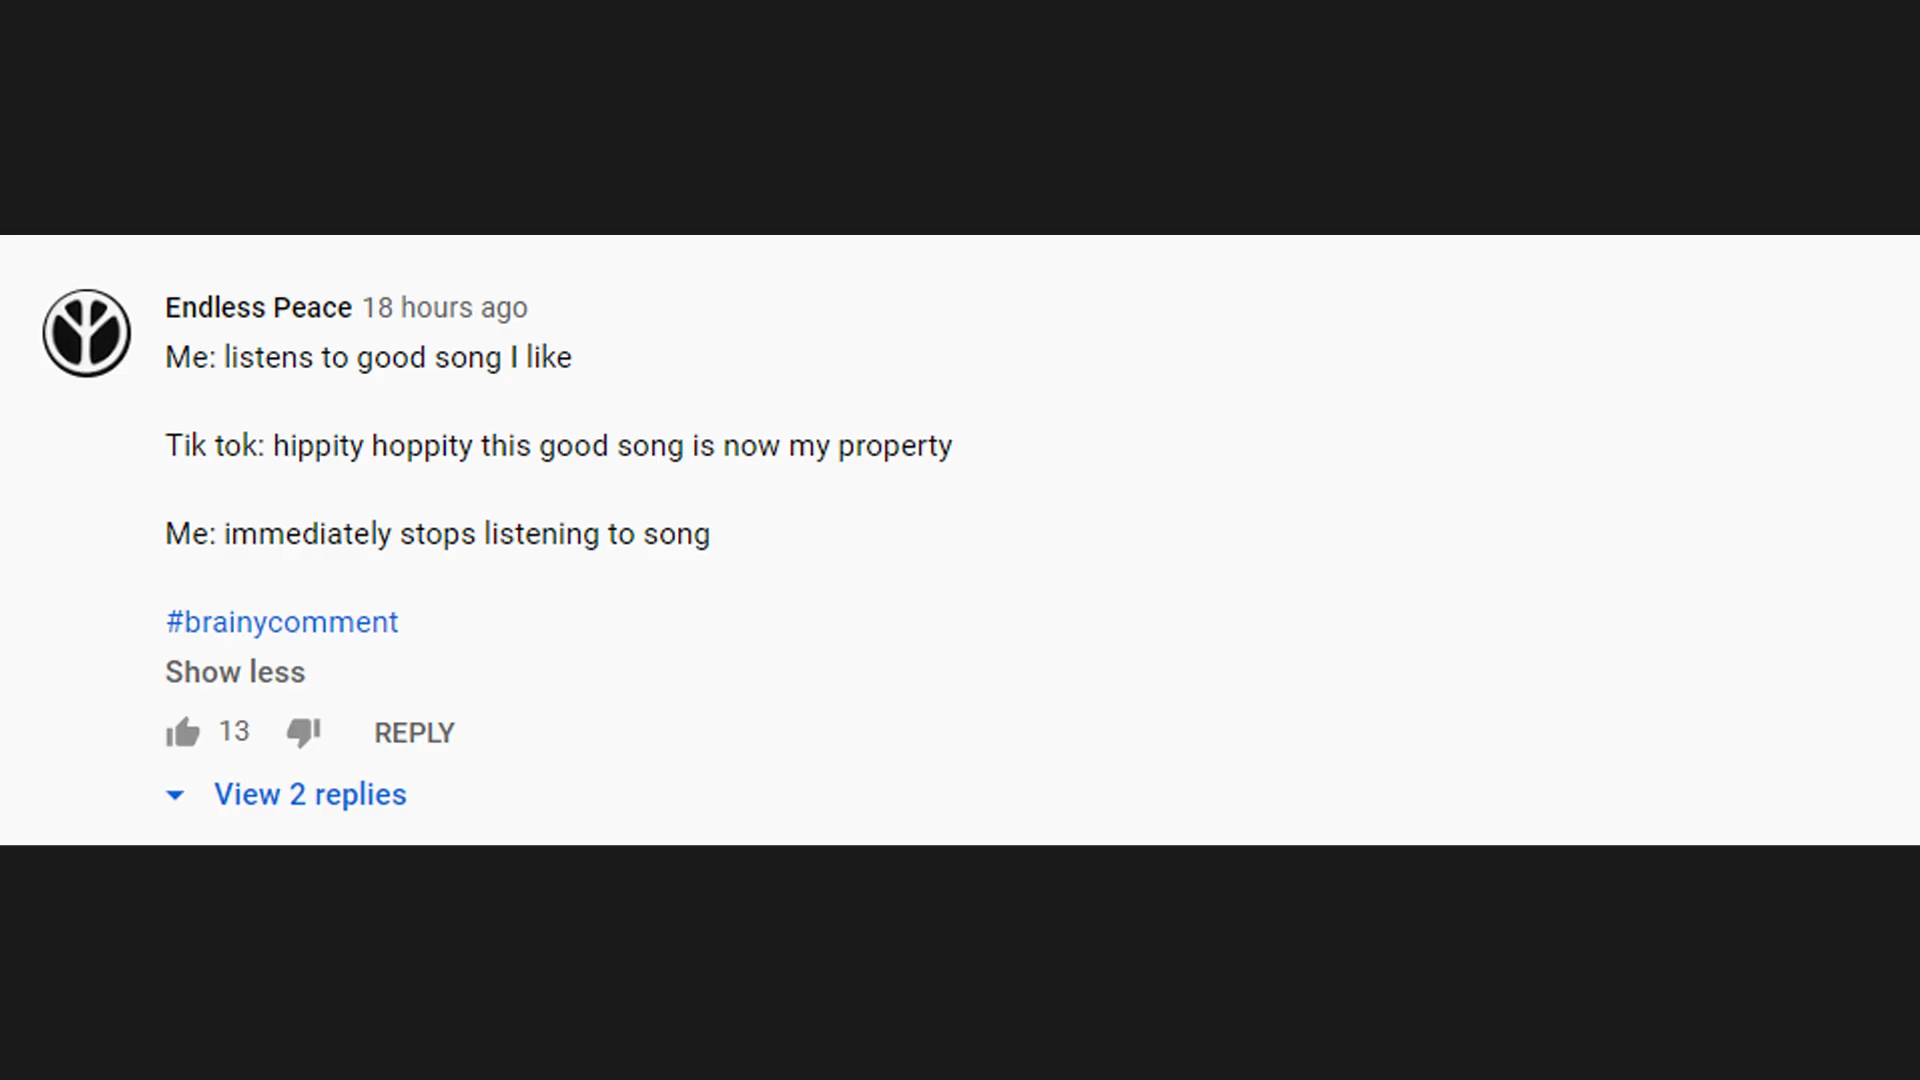 Endless Peace 18 hours ago
Me: listens to good song I like
Tik tok: hippity hoppity this good song is now my property
Me: immediately stops listening to song
#brainycomment
Show less
13 REPLY
View 2 replies